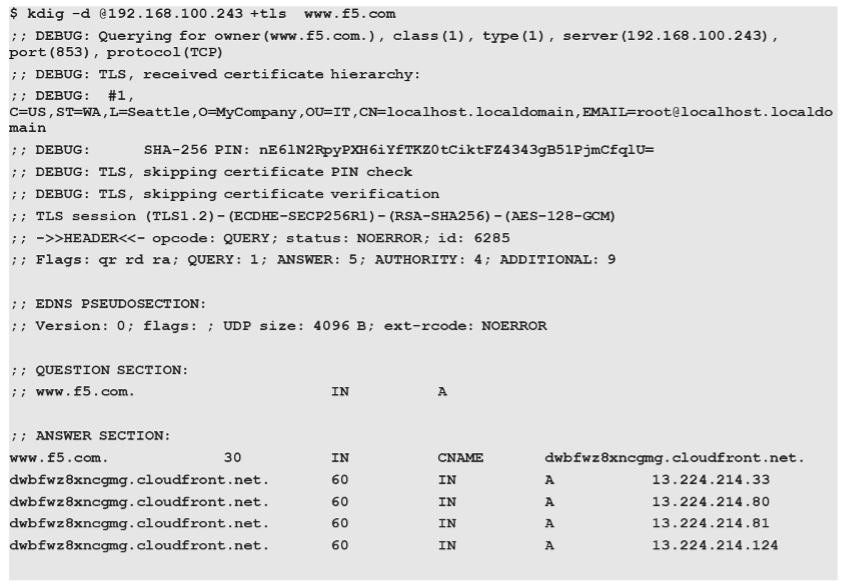 $ kdig -d @192.168.100.243 +tls www.f5.com
;; DEBUG: Querying for owner(www.f5.com.), class(1), type(1), server(192.168.100.243),
port(853), protocol(TCP)
;; DEBUG: TLS, received certificate hierarchy:
;; DEBUG: #1,
C=US,ST=WA,L=Seattle,O=MyCompany,OU=IT,CN=localhost.localdomain,EMAIL=root@localhost.localdo
main
;; DEBUG: SHA-256 PIN: nE6lN2RpyPXH6iYfTKZ0tCiktFZ4343gB51PjmCfqlU=
;; DEBUG: TLS, skipping certificate PIN check
;; DEBUG: TLS, skipping certificate verification
;; TLS session (TLS1.2)-(ECDHE-SECP256R1)-(RSA-SHA256)-(AES-128-GCM)
;; ->>HEADER<<- opcode: QUERY; status: NOERROR; id: 6285
;; Flags: qr rd ra; QUERY: 1; ANSWER: 5; AUTHORITY: 4; ADDITIONAL: 9
;; EDNS PSEUDOSECTION:
;; Version: 0; flags: ; UDP size: 4096 B; ext-rcode: NOERROR
;; QUESTION SECTION:
;; www.f5.com. IN A
;; ANSWER SECTION:
www.f5.com. 30 IN CNAME dwbfwz8xncgmg.cloudfront.net.
dwbfwz8xncgmg.cloudfront.net. 60 IN A 13.224.214.33
dwbfwz8xncgmg.cloudfront.net. 60 IN A 13.224.214.80
dwbfwz8xncgmg.cloudfront.net. 60 IN A 13.224.214.81
dwbfwz8xncgmg.cloudfront.net. 60 IN A 13.224.214.124